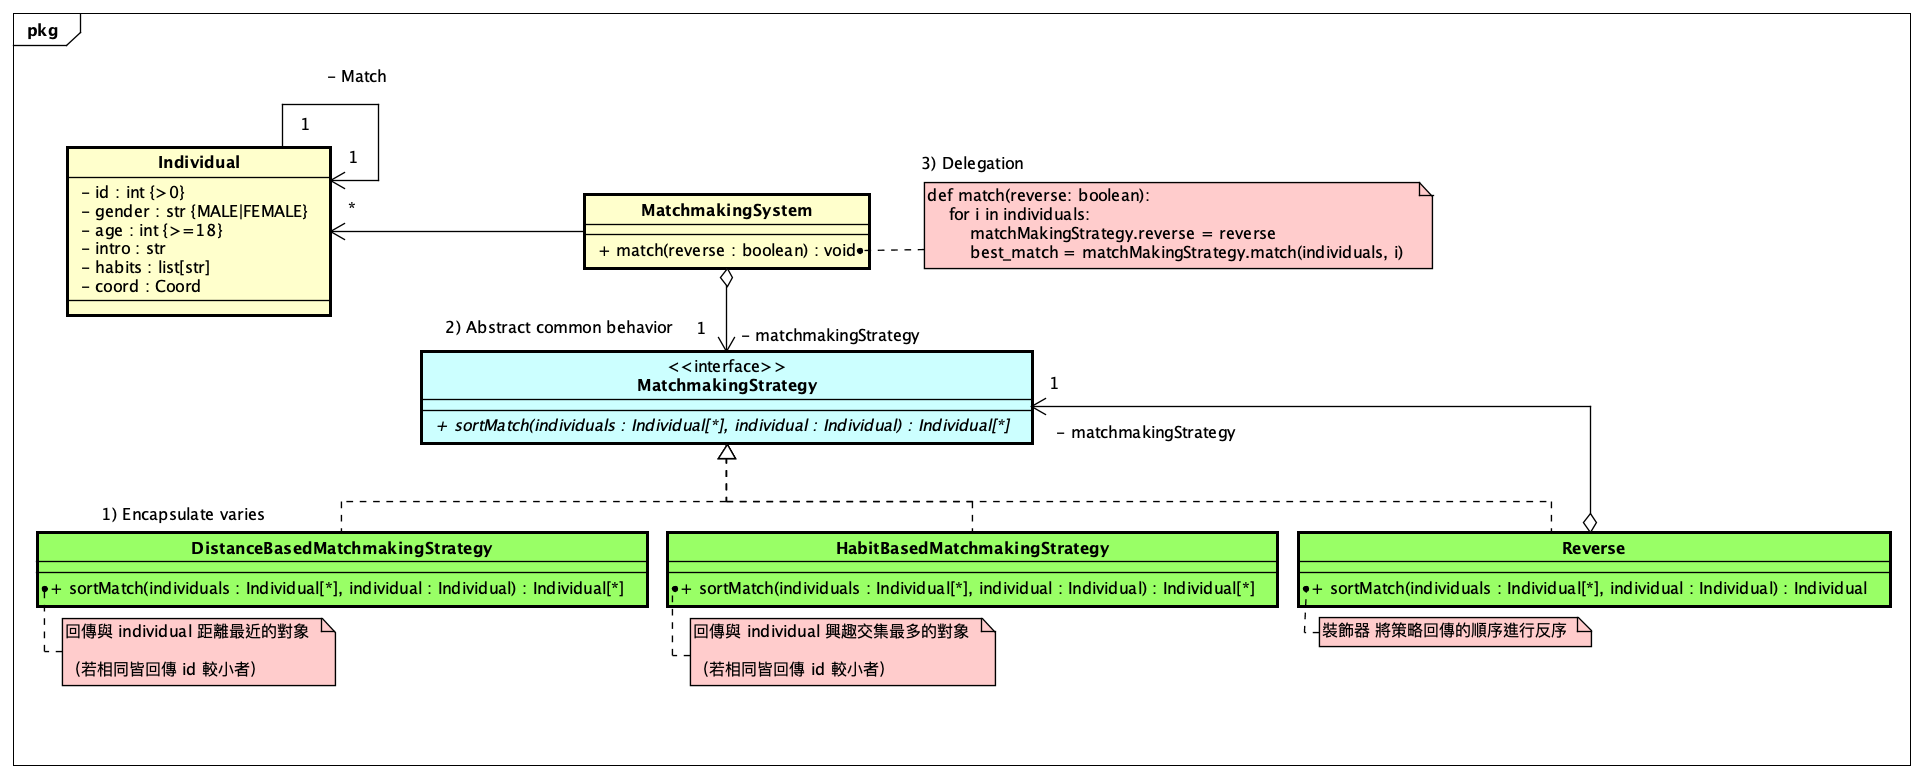 pkg
- Match
1
1
Individual
- id : int {>0}
- gender : str {MALE|FEMALE}
- age : int {>=18}
- intro : str
- habits : list[str]
- coord : Coord
*
MatchmakingSystem
+ match(reverse : boolean) : void
3) Delegation
def match(reverse: boolean):
for i in individuals:
matchMakingStrategy.reverse = reverse
best_match = matchMakingStrategy.match(individuals, i)
2) Abstract common behavior
1
- matchmakingStrategy
<<interface>>
MatchmakingStrategy
+ sortMatch(individuals : Individual[*], individual : Individual) : Individual[*]
1
- matchmakingStrategy
1) Encapsulate varies
DistanceBasedMatchmakingStrategy
+ sortMatch(individuals : Individual[*], individual : Individual) : Individual[*]
回傳與 individual 距離最近的對象
（若相同皆回傳 id 較小者）
HabitBasedMatchmakingStrategy
+ sortMatch(individuals : Individual[*], individual : Individual) : Individual[*]
回傳與 individual 興趣交集最多的對象
（若相同皆回傳 id 較小者）
Reverse
+ sortMatch(individuals : Individual[*], individual : Individual) : Individual
裝飾器 將策略回傳的順序進行反序